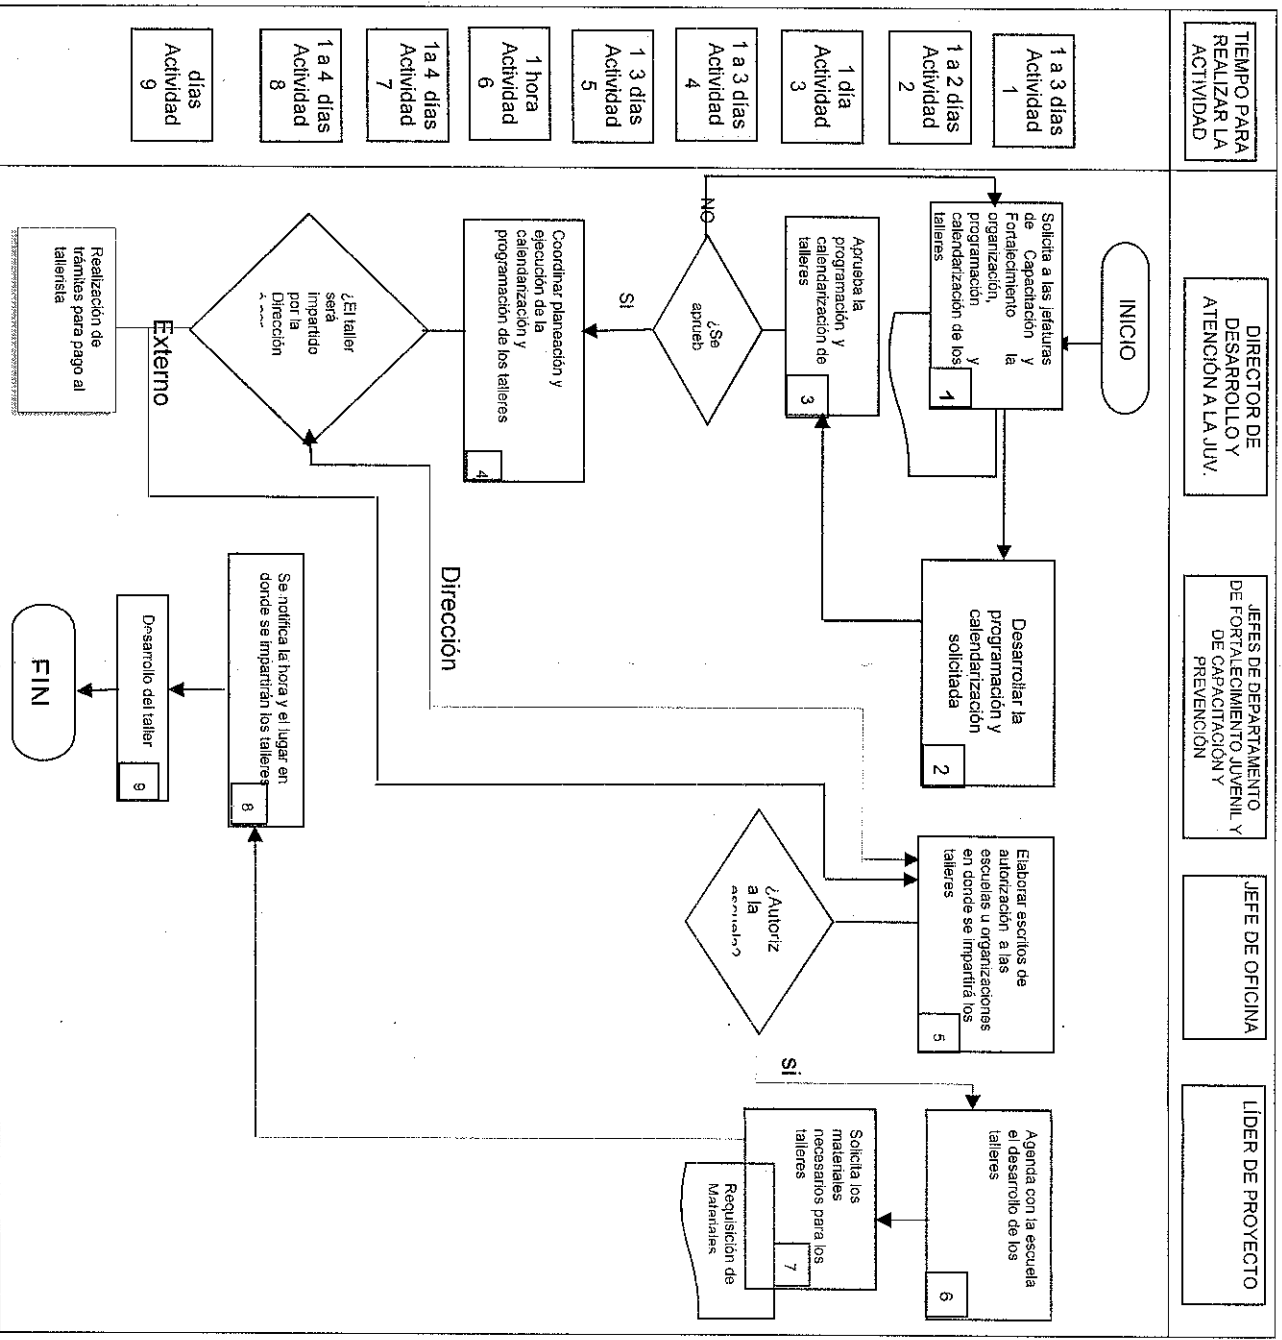 TIEMPO PARA
REALIZAR LA
ACTIVIDAD
DIRECTOR DE
DESARROLLO Y
ATENCIÓN A LA JUV.
JEFES DE DEPARTAMENTO
DE FORTALECIMIENTO JUVENIL Y
DE CAPACITACIÓN Y
PREVENCIÓN
JEFE DE OFICINA
LÍDER DE PROYECTO
1 a 3 días
Actividad
1
1 a 2 días
Actividad
2
1 día
Actividad
3
1 a 3 días
Actividad
4
1 3 días
Actividad
5
1 hora
Actividad
6
1a 4 días
Actividad
7
1 a 4 días
Actividad
8
días
Actividad
9
INICIO
Solicita a las jefaturas
de Capacitación y
Fortalecimiento la
organización,
programación y
calendarización de los
talleres
1
Desarrollar la
programación y
calendarización
solicitada
2
Aprueba la
programación y
calendarización de
talleres
3
¿Se
aprueb
NO
SI
Coordinar planeación y
ejecución de la
calendarización y
programación de los talleres
4
¿El taller
será
impartido
por la
Dirección
Dirección
Externo
Realización de
trámites para pago al
tallerista
Elaborar escritos de
autorización a las
escuelas u organizaciones
en donde se impartirá los
talleres
5
¿Autoriz
a la
escuela?
si
Agenda con la escuela
el desarrollo de los
talleres
6
Solicita los
materiales
necesarios para los
talleres
7
Requisición de
Materiales
Se notifica la hora y el lugar en
donde se impartirán los talleres
8
Desarrollo del taller
9
FIN